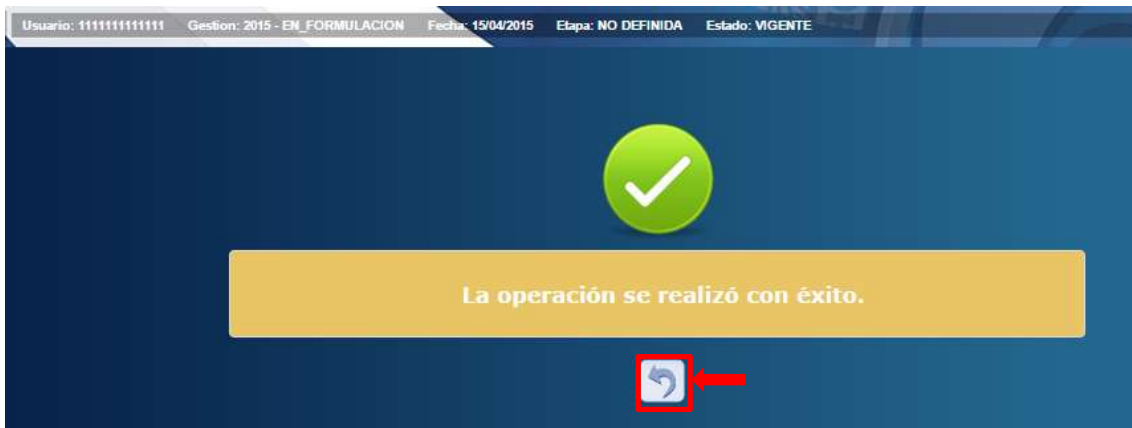 Usuario: 1111111111111 Gestion: 2015 - EN_FORMULACION Fecha: 15/04/2015 Etapa: NO DEFINIDA Estado: VIGENTE
La operación se realizó con éxito.